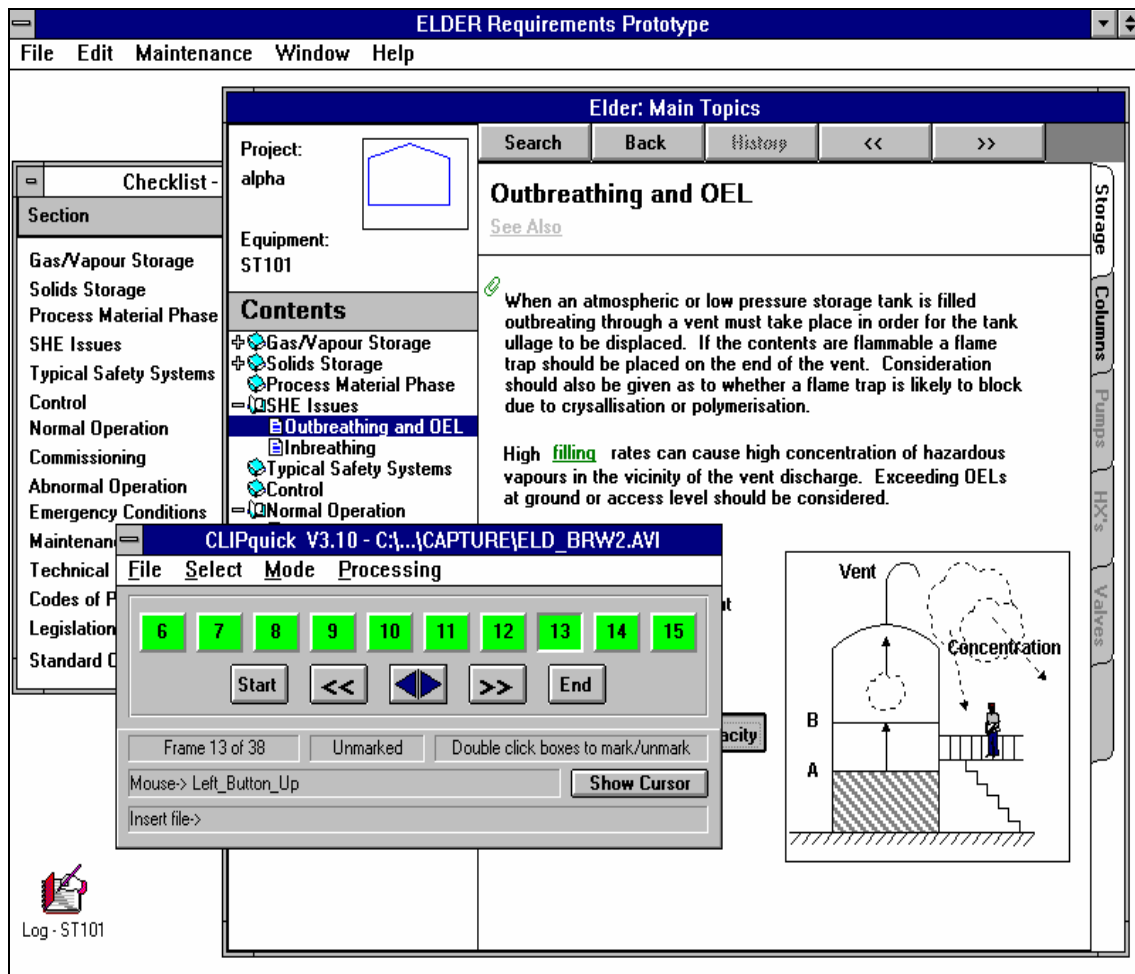 ELDER Requirements Prototype
File Edit Maintenance Window Help
Elder: Main Topics
Checklist -
Section
Gas/Vapour Storage
Solids Storage
Process Material Phase
SHE Issues
Typical Safety Systems
Control
Normal Operation
Commissioning
Abnormal Operation
Emergency Conditions
Maintenan
Technical
Codes of P
Legislation
Standard
Project:
alpha
Equipment:
ST101
Contents
Gas/Vapour Storage
Solids Storage
Process Material Phase
SHE Issues
Outbreathing and OEL
Inbreathing
Typical Safety Systems
Control
Normal Operation
Search Back History << >>
Outbreathing and OEL
See Also
When an atmospheric or low pressure storage tank is filled
outbreating through a vent must take place in order for the tank
ullage to be displaced. If the contents are flammable a flame
trap should be placed on the end of the vent. Consideration
should also be given as to whether a flame trap is likely to block
due to crysallisation or polymerisation.
High filling rates can cause high concentration of hazardous
vapours in the vicinity of the vent discharge. Exceeding OELs
at ground or access level should be considered.
Storage
Columns
Pumps
HX's
Valves
acity
Vent
Concentration
B
A
CLIPquick V3.10 - C:\...\CAPTURE\ELD_BRW2.AVI
File Select Mode Processing
6 7 8 9 10 11 12 13 14 15
Start << >> End
Frame 13 of 38 Unmarked Double click boxes to mark/unmark
Mouse-> Left_Button_Up Show Cursor
Insert file->
Log - ST101